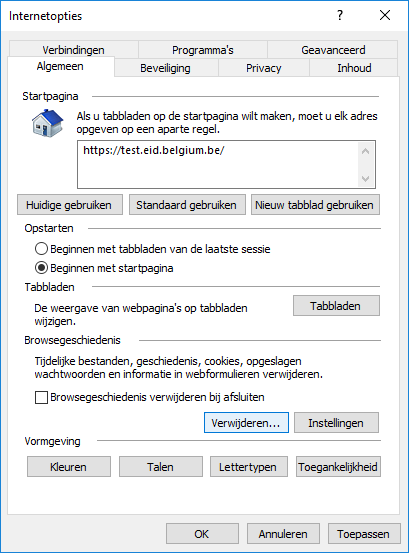 Internetopties
Verbindingen Programma's Geavanceerd
Algemeen Beveiliging Privacy Inhoud
Startpagina
Als u tabbladen op de startpagina wilt maken, moet u elk adres
opgeven op een aparte regel.
https://test.eid.belgium.be/
Huidige gebruiken Standaard gebruiken Nieuw tabblad gebruiken
Opstarten
Beginnen met tabbladen van de laatste sessie
Beginnen met startpagina
Tabbladen
De weergave van webpagina's op tabbladen
wijzigen.
Tabbladen
Browsegeschiedenis
Tijdelijke bestanden, geschiedenis, cookies, opgeslagen
wachtwoorden en informatie in webformulieren verwijderen.
Browsegeschiedenis verwijderen bij afsluiten
Verwijderen... Instellingen
Vormgeving
Kleuren Talen Lettertypen Toegankelijkheid
OK Annuleren Toepassen